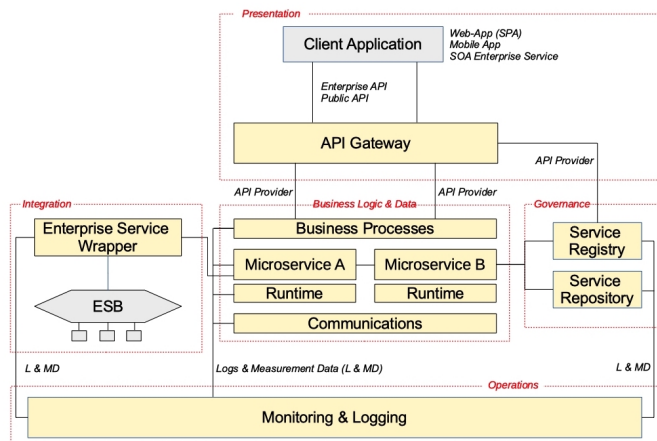 Presentation
Client Application
Web-App (SPA)
Mobile App
SOA Enterprise Service
Enterprise API
Public API
API Gateway
API Provider
API Provider
API Provider
Integration
Business Logic & Data
Governance
Enterprise Service
Wrapper
Business Processes
Service
Registry
Microservice A
Microservice B
Runtime
Runtime
Service
Repository
ESB
Communications
L & MD
Logs & Measurement Data (L & MD)
L & MD
Operations
Monitoring & Logging